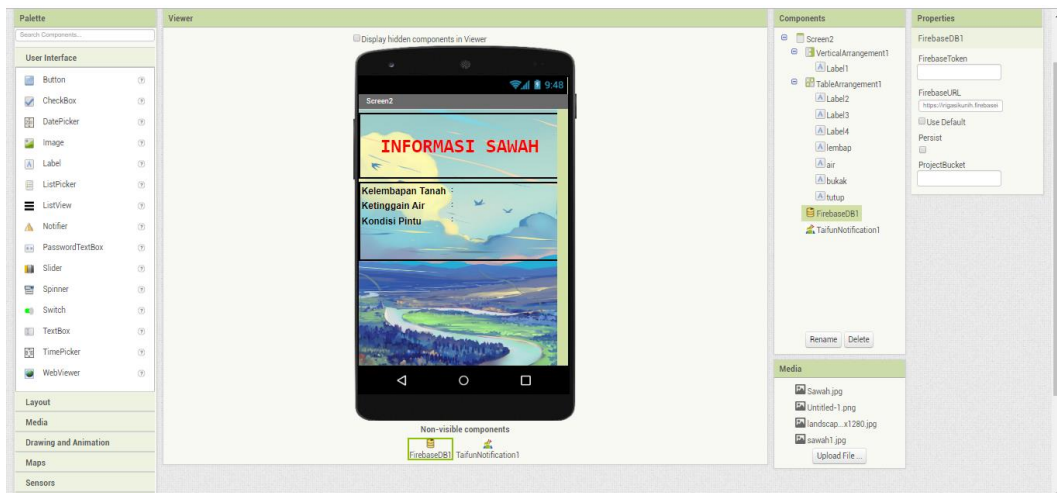 Palette
Search Components...
User Interface
Button
CheckBox
DatePicker
Image
Label
ListPicker
ListView
Notifier
PasswordTextBox
Slider
Spinner
Switch
TextBox
TimePicker
WebViewer
Layout
Media
Drawing and Animation
Maps
Sensors
Viewer
Display hidden components in Viewer
9:48
Screen2
INFORMASI SAWAH
Kelembapan Tanah :
Ketinggain Air :
Kondisi Pintu :
Non-visible components
FirebaseDB1 TaifunNotification1
Components
Screen2
VerticalArrangement1
Label1
TableArrangement1
Label2
Label3
Label4
lembap
air
bukak
tutup
FirebaseDB1
TaifunNotification1
Rename Delete
Media
Sawah.jpg
Untitled-1.png
landscap...x1280.jpg
sawah1.jpg
Upload File ...
Properties
FirebaseDB1
FirebaseToken
FirebaseURL
Use Default
Persist
ProjectBucket